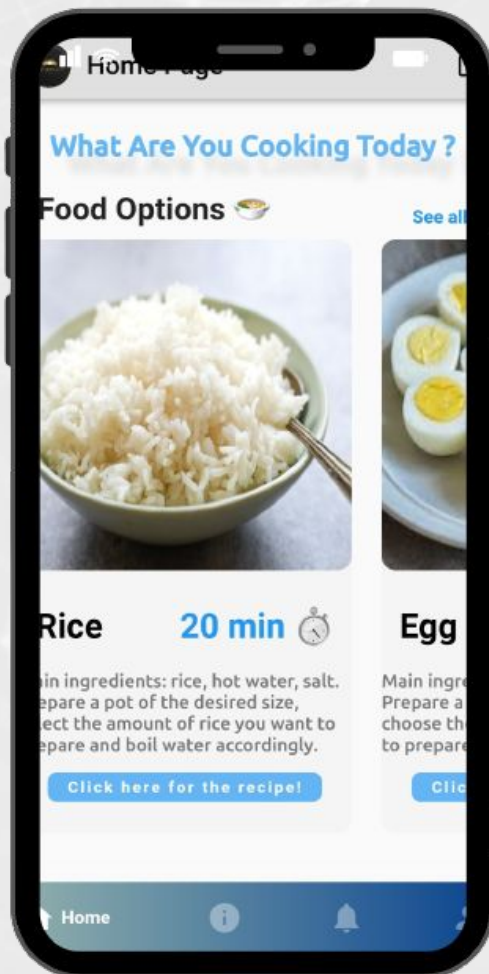 Home Page
What Are You Cooking Today ?
Food Options
See all
Rice
20 min
Egg
in ingredients: rice, hot water, salt.
epare a pot of the desired size,
ect the amount of rice you want to
epare and boil water accordingly.
Main ingre
Prepare a
choose the
to prepare
Click here for the recipe!
Clic
Home